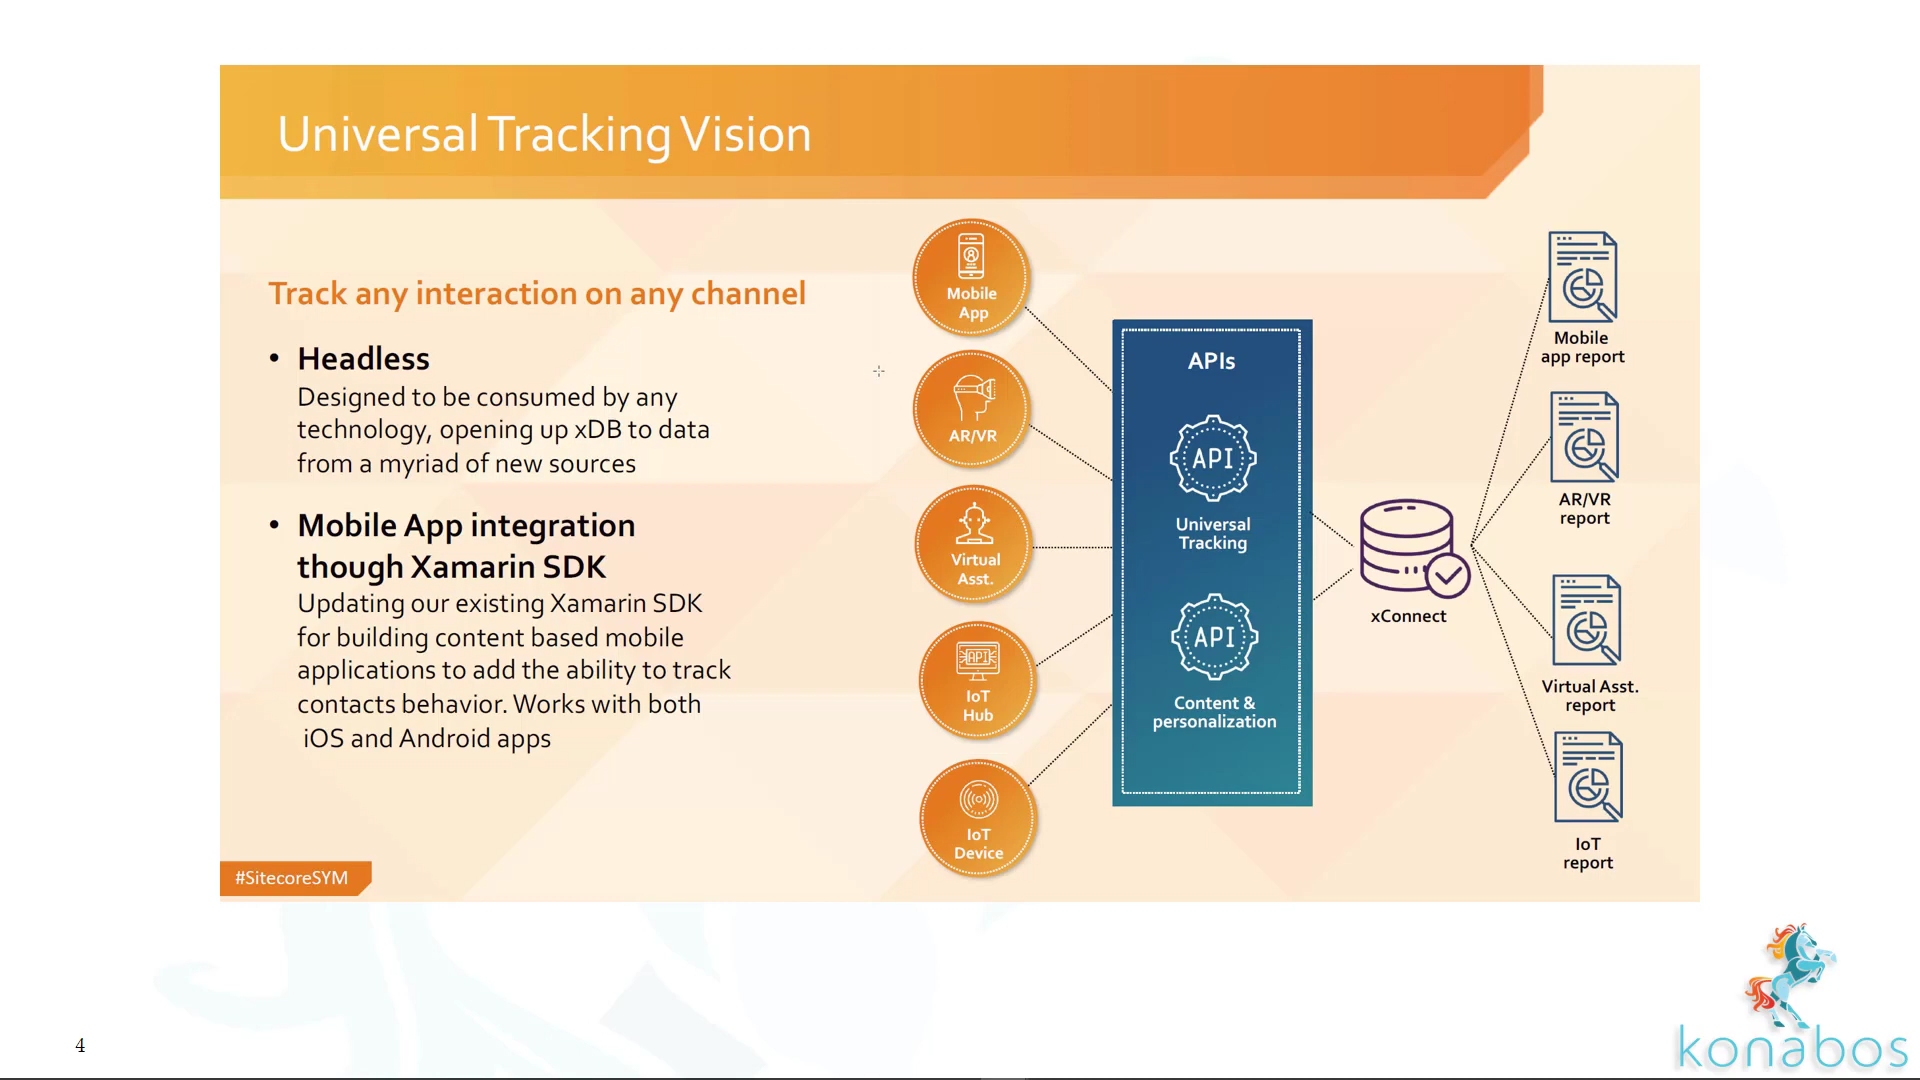 Universal Tracking Vision
Track any interaction on any channel
• Headless
Designed to be consumed by any
technology, opening up xDB to data
from a myriad of new sources
• Mobile App integration
though Xamarin SDK
Updating our existing Xamarin SDK
for building content based mobile
applications to add the ability to track
contacts behavior. Works with both
iOS and Android apps
Mobile
App
AR/VR
Virtual
Asst.
API
IoT
Hub
IoT
Device
APIs
API
Universal
Tracking
API
Content &
personalization
xConnect
Mobile
app report
AR/VR
report
Virtual Asst.
report
IoT
report
#SitecoreSYM
4
konabos